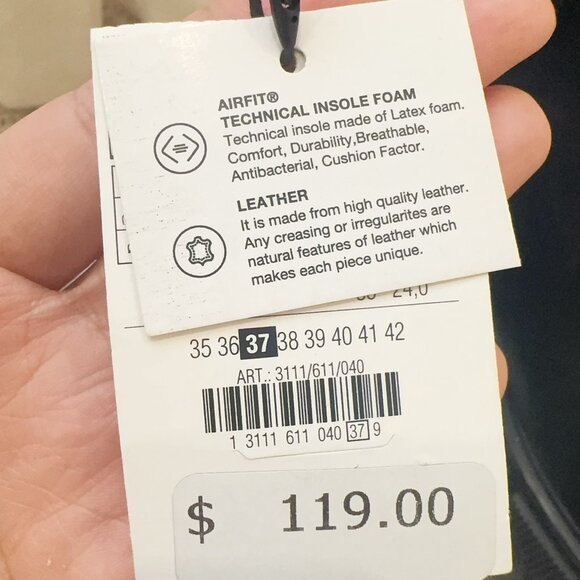 AIRFIT®
TECHNICAL INSOLE FOAM
Technical insole made of Latex foam.
Comfort, Durability,Breathable,
Antibacterial, Cushion Factor.
LEATHER
It is made from high quality leather.
Any creasing or irregularites are
natural features of leather which
makes each piece unique.
24,0
35 36 37 38 39 40 41 42
ART.: 3111/611/040
1 3111 611 040 37 9
$ 119.00